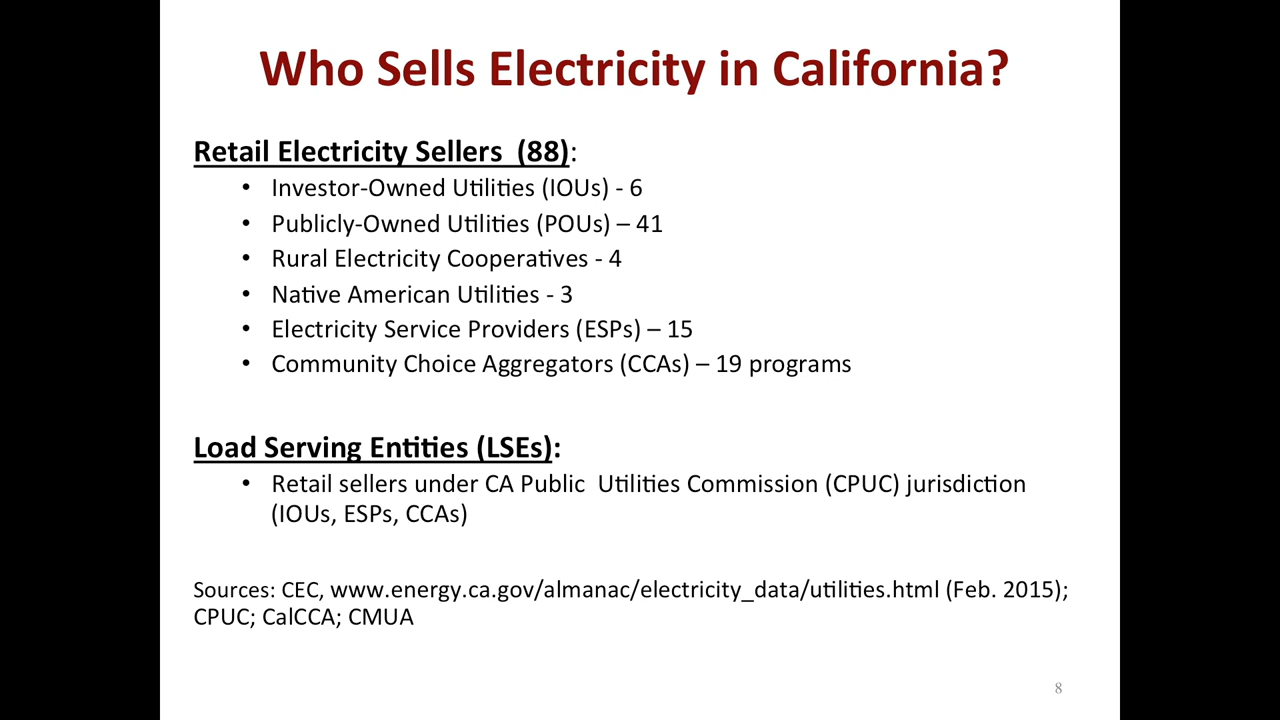 Who Sells Electricity in California?
Retail Electricity Sellers  (88):
• Investor-Owned Utilities (IOUs) - 6
• Publicly-Owned Utilities (POUs) – 41
• Rural Electricity Cooperatives - 4
• Native American Utilities - 3
• Electricity Service Providers (ESPs) – 15
• Community Choice Aggregators (CCAs) – 19 programs
Load Serving Entities (LSEs):
• Retail sellers under CA Public  Utilities Commission (CPUC) jurisdiction
(IOUs, ESPs, CCAs)
Sources: CEC, www.energy.ca.gov/almanac/electricity_data/utilities.html (Feb. 2015);
CPUC; CalCCA; CMUA
8